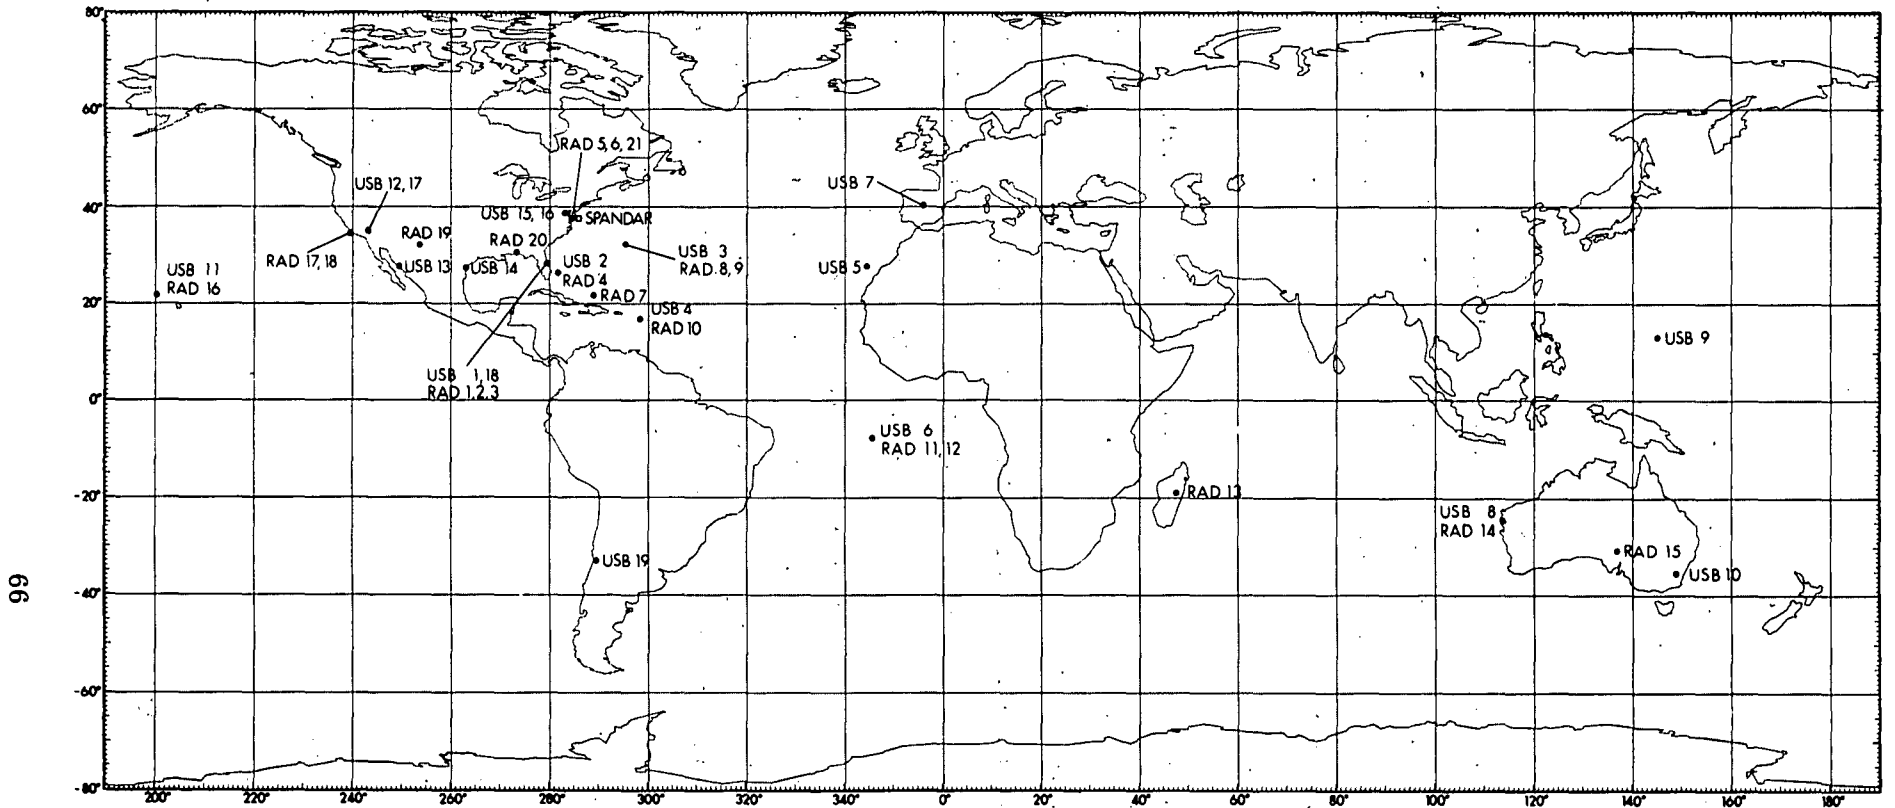 80°
60°
40°
20°
0°
-20°
-40°
-60°
-80°
RAD 5,6,21
USB 12,17
USB 7
USB 15,16
SPANDAR
RAD 19
RAD 20
RAD 17,18
USB 3
RAD 8,9
USB 13
USB 14
USB 2
RAD 4
USB 5
USB 11
RAD 16
RAD 7
USB 4
RAD 10
USB 9
USB 1,18
RAD 1,2,3
USB 6
RAD 11,12
RAD 13
USB 8
RAD 14
RAD 15
USB 19
USB 10
200° 220° 240° 260° 280° 300° 340° 0° 20° 40° 60° 80° 100° 120° 140° 160° 180°
66